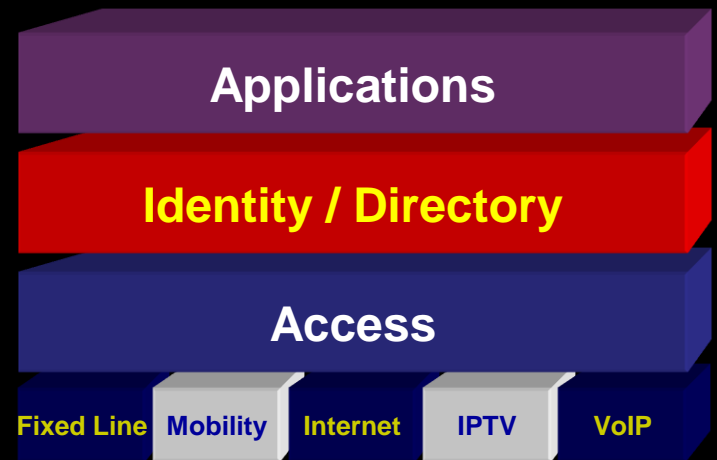 Applications
Identity / Directory
Access
Fixed Line Mobility Internet IPTV VoIP